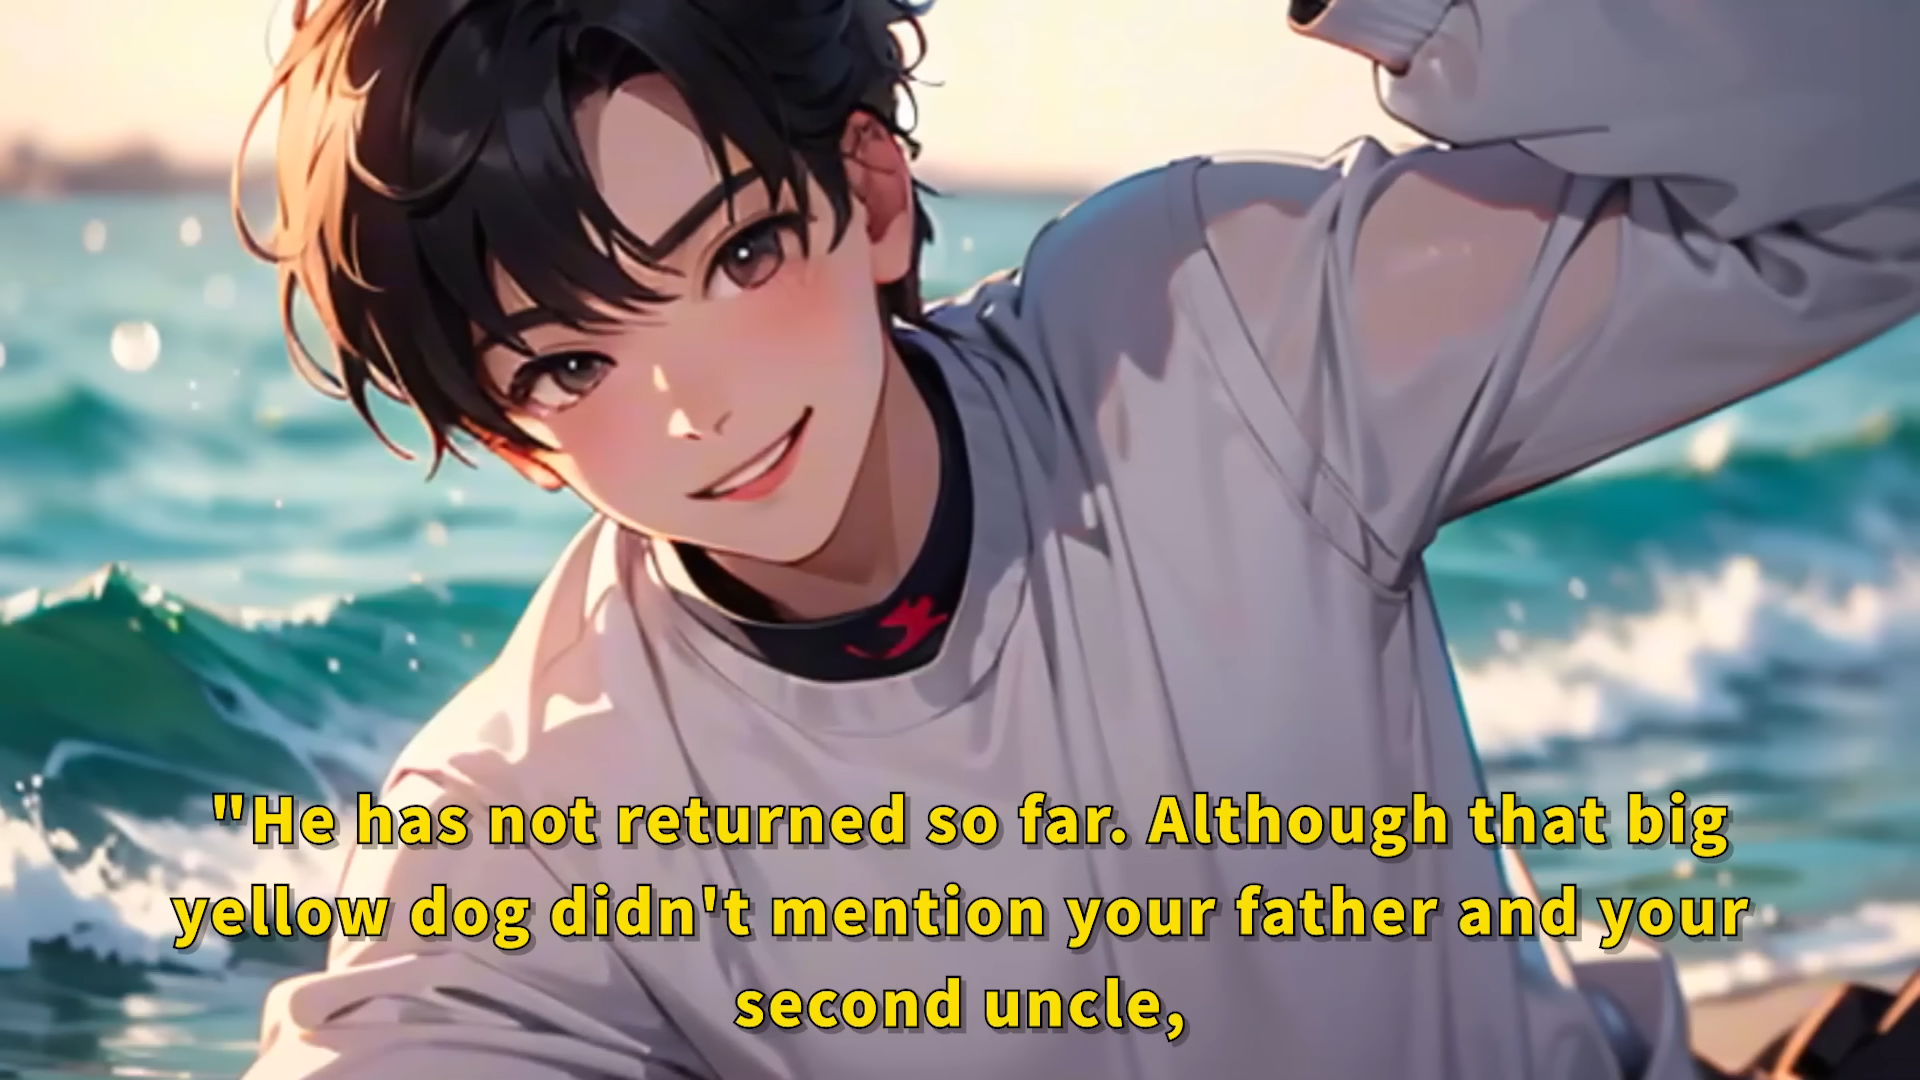 "He has not returned so far. Although that big
yellow dog didn't mention your father and your
second uncle,